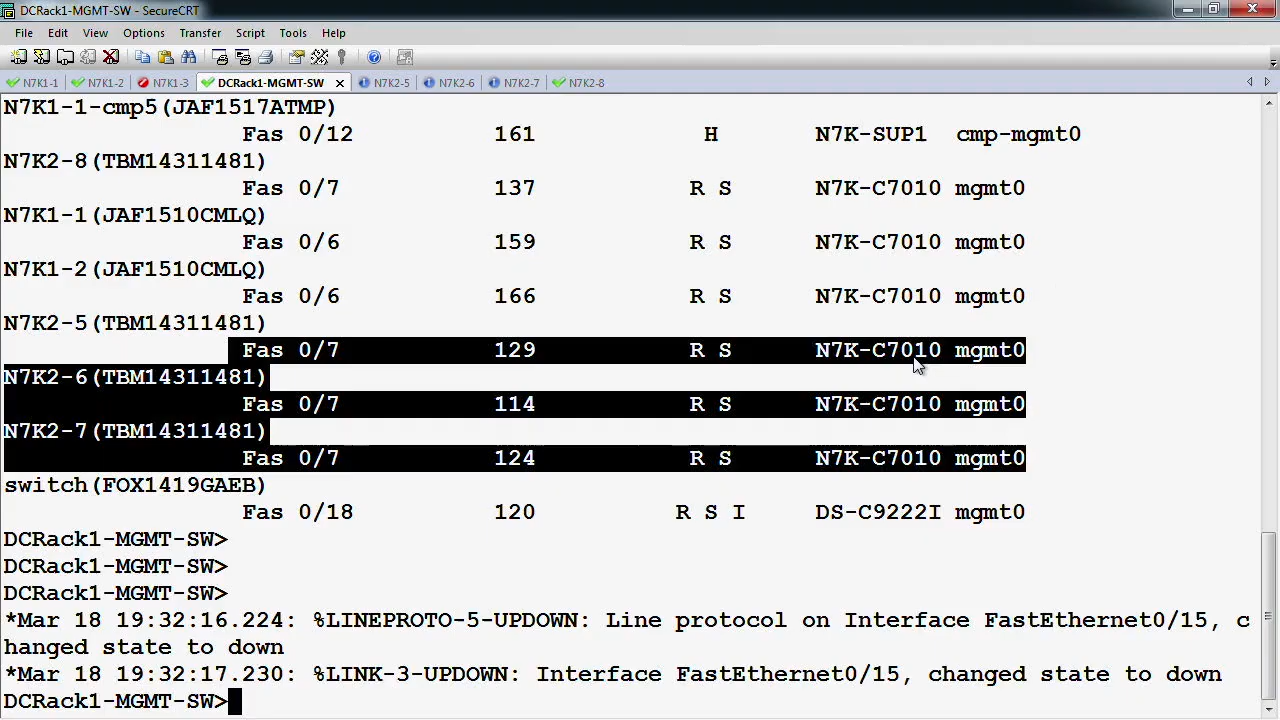 DCRack1-MGMT-SW - SecureCRT
File Edit View Options Transfer Script Tools Help
N7K1-1 N7K1-2 N7K1-3 DCRack1-MGMT-SW N7K2-5 N7K2-6 N7K2-7 N7K2-8
N7K1-1-cmp5(JAF1517ATMP)
Fas 0/12 161 H N7K-SUP1 cmp-mgmt0
N7K2-8(TBM14311481)
Fas 0/7 137 R S N7K-C7010 mgmt0
N7K1-1(JAF1510CMLQ)
Fas 0/6 159 R S N7K-C7010 mgmt0
N7K1-2(JAF1510CMLQ)
Fas 0/6 166 R S N7K-C7010 mgmt0
N7K2-5(TBM14311481)
Fas 0/7 129 R S N7K-C7010 mgmt0
N7K2-6(TBM14311481)
Fas 0/7 114 R S N7K-C7010 mgmt0
N7K2-7(TBM14311481)
Fas 0/7 124 R S N7K-C7010 mgmt0
switch(FOX1419GAEB)
Fas 0/18 120 R S I DS-C9222I mgmt0
DCRack1-MGMT-SW>
DCRack1-MGMT-SW>
DCRack1-MGMT-SW>
*Mar 18 19:32:16.224: %LINEPROTO-5-UPDOWN: Line protocol on Interface FastEthernet0/15, c
hanged state to down
*Mar 18 19:32:17.230: %LINK-3-UPDOWN: Interface FastEthernet0/15, changed state to down
DCRack1-MGMT-SW>